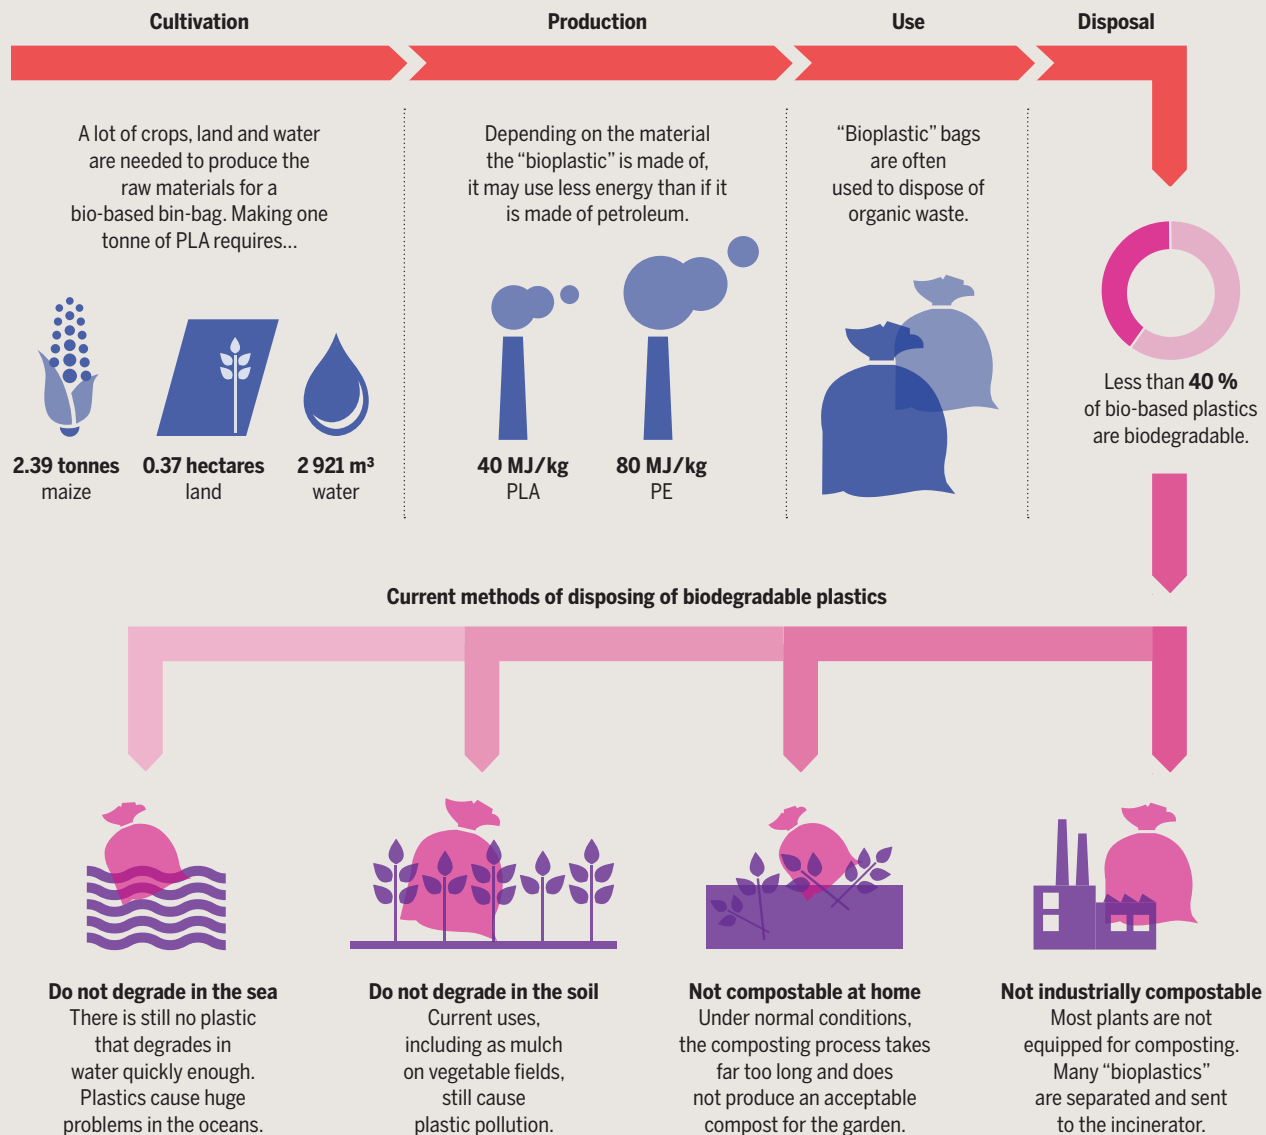 Cultivation
Production
Use
Disposal
A lot of crops, land and water
are needed to produce the
raw materials for a
bio-based bin-bag. Making one
tonne of PLA requires...
2.39 tonnes
maize
0.37 hectares
land
2 921 m³
water
Depending on the material
the “bioplastic” is made of,
it may use less energy than if it
is made of petroleum.
40 MJ/kg
PLA
80 MJ/kg
PE
“Bioplastic” bags
are often
used to dispose of
organic waste.
Less than 40 %
of bio-based plastics
are biodegradable.
Current methods of disposing of biodegradable plastics
Do not degrade in the sea
There is still no plastic
that degrades in
water quickly enough.
Plastics cause huge
problems in the oceans.
Do not degrade in the soil
Current uses,
including as mulch
on vegetable fields,
still cause
plastic pollution.
Not compostable at home
Under normal conditions,
the composting process takes
far too long and does
not produce an acceptable
compost for the garden.
Not industrially compostable
Most plants are not
equipped for composting.
Many “bioplastics”
are separated and sent
to the incinerator.